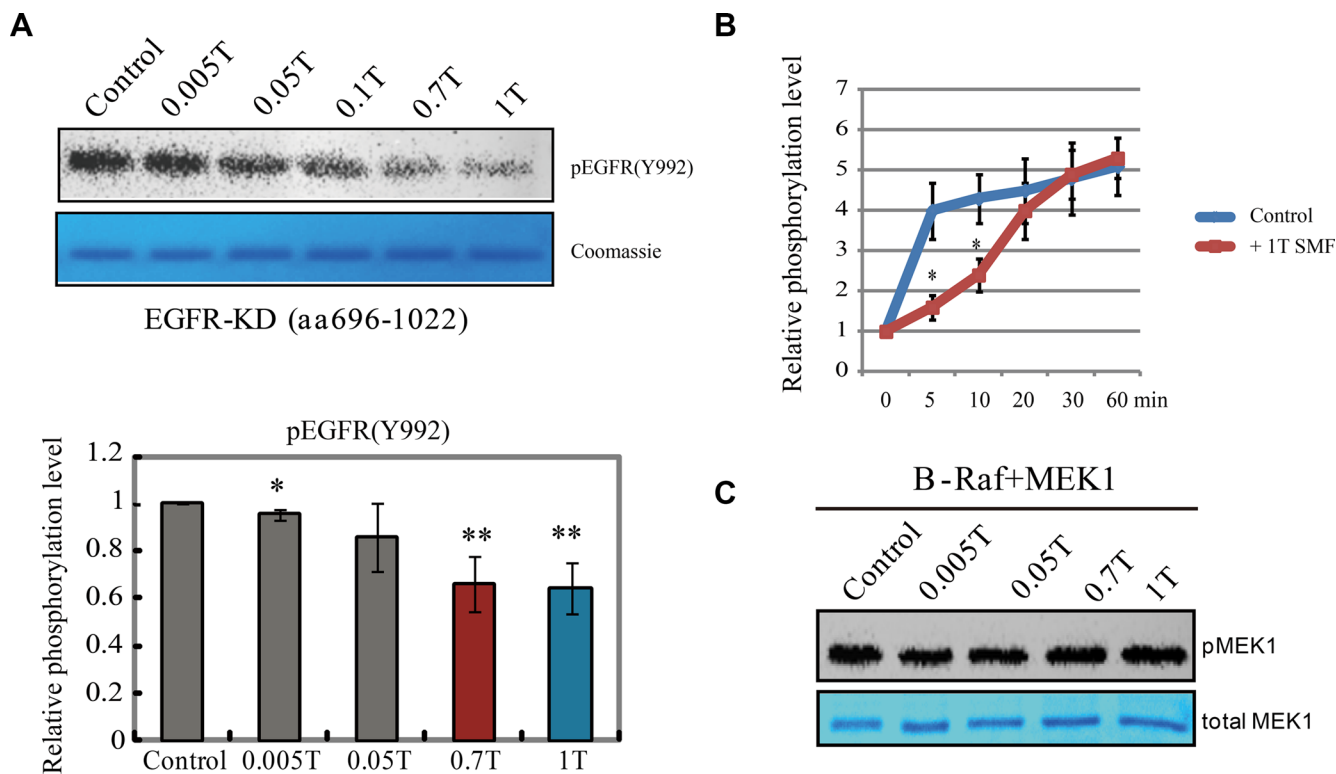 A
Control 0.005T 0.05T 0.1T 0.7T 1T
pEGFR(Y992)
Coomassie
EGFR-KD (aa696-1022)
pEGFR(Y992)
Relative phosphorylation level
1.2
1
0.8
0.6
0.4
0.2
0
*
**
**
Control 0.005T 0.05T 0.7T 1T
B
Relative phosphorylation level
7
6
5
4
3
2
1
0
*
*
0 5 10 20 30 60 min
Control
+ 1T SMF
C
B-Raf+MEK1
Control 0.005T 0.05T 0.7T 1T
pMEK1
total MEK1